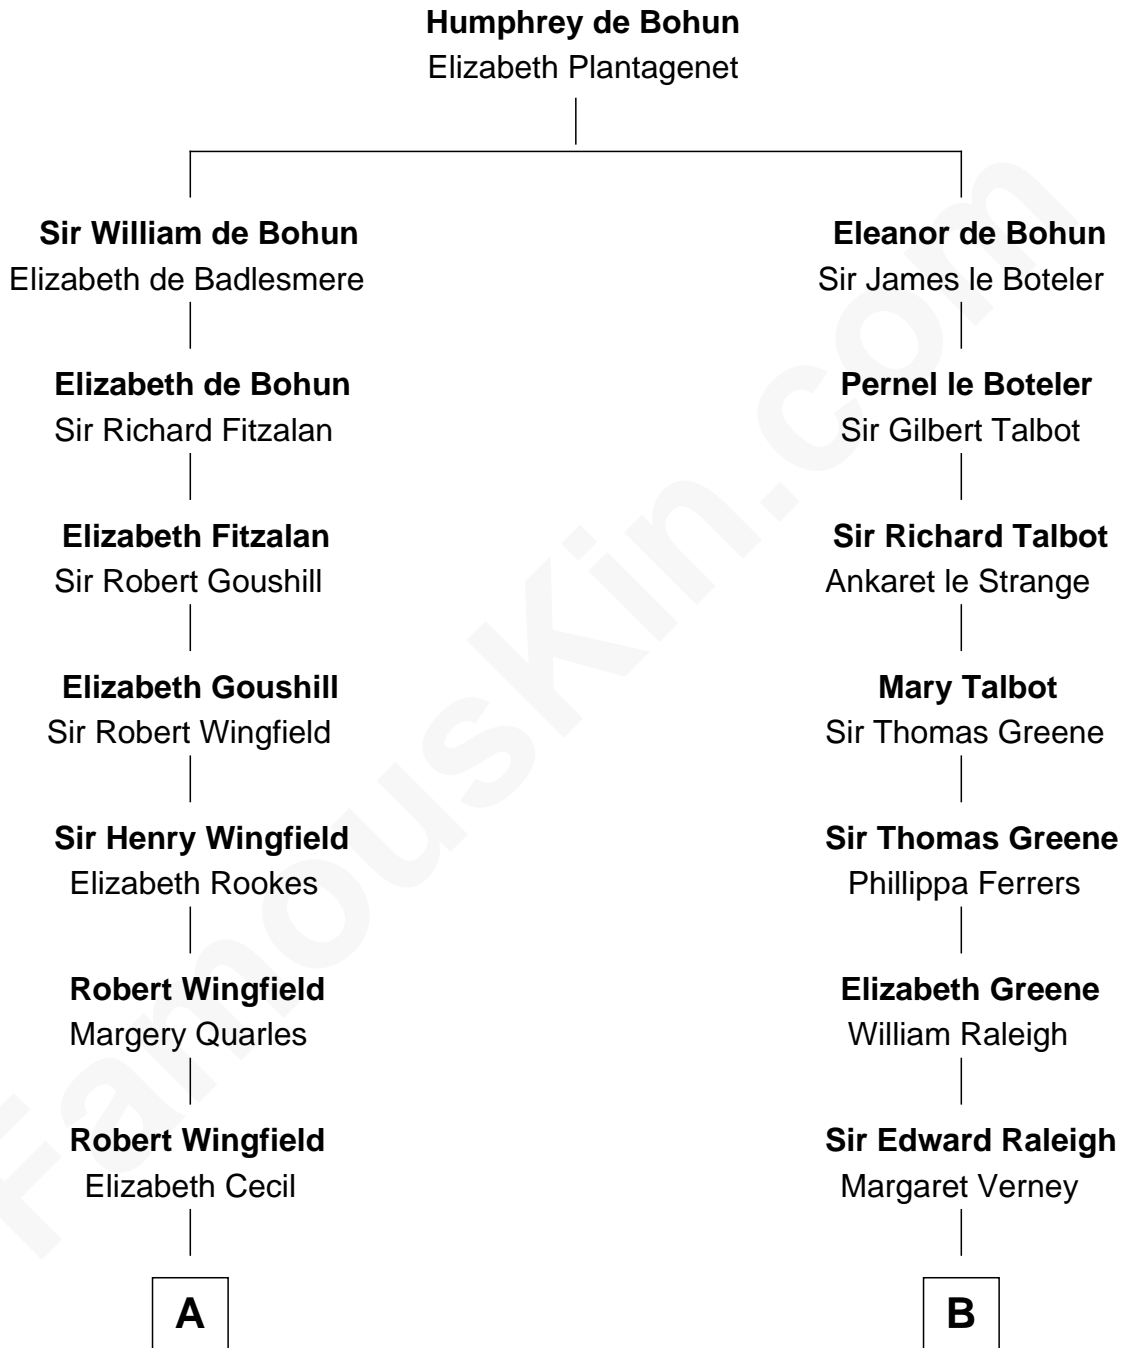 Humphrey de Bohun
Elizabeth Plantagenet
Sir William de Bohun
Elizabeth de Badlesmere
Eleanor de Bohun
Sir James le Boteler
Elizabeth de Bohun
Sir Richard Fitzalan
Pernel le Boteler
Sir Gilbert Talbot
Elizabeth Fitzalan
Sir Robert Goushill
Sir Richard Talbot
Ankaret le Strange
Elizabeth Goushill
Sir Robert Wingfield
Mary Talbot
Sir Thomas Greene
Sir Henry Wingfield
Elizabeth Rookes
Sir Thomas Greene
Phillippa Ferrers
Robert Wingfield
Margery Quarles
Elizabeth Greene
William Raleigh
Robert Wingfield
Elizabeth Cecil
Sir Edward Raleigh
Margaret Verney
A
B
FamousKin.com